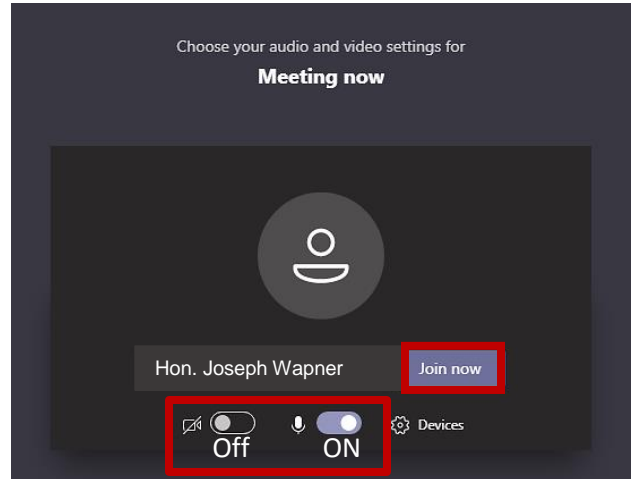 Choose your audio and video settings for
Meeting now
Hon. Joseph Wapner
Join now
Devices
Off
ON